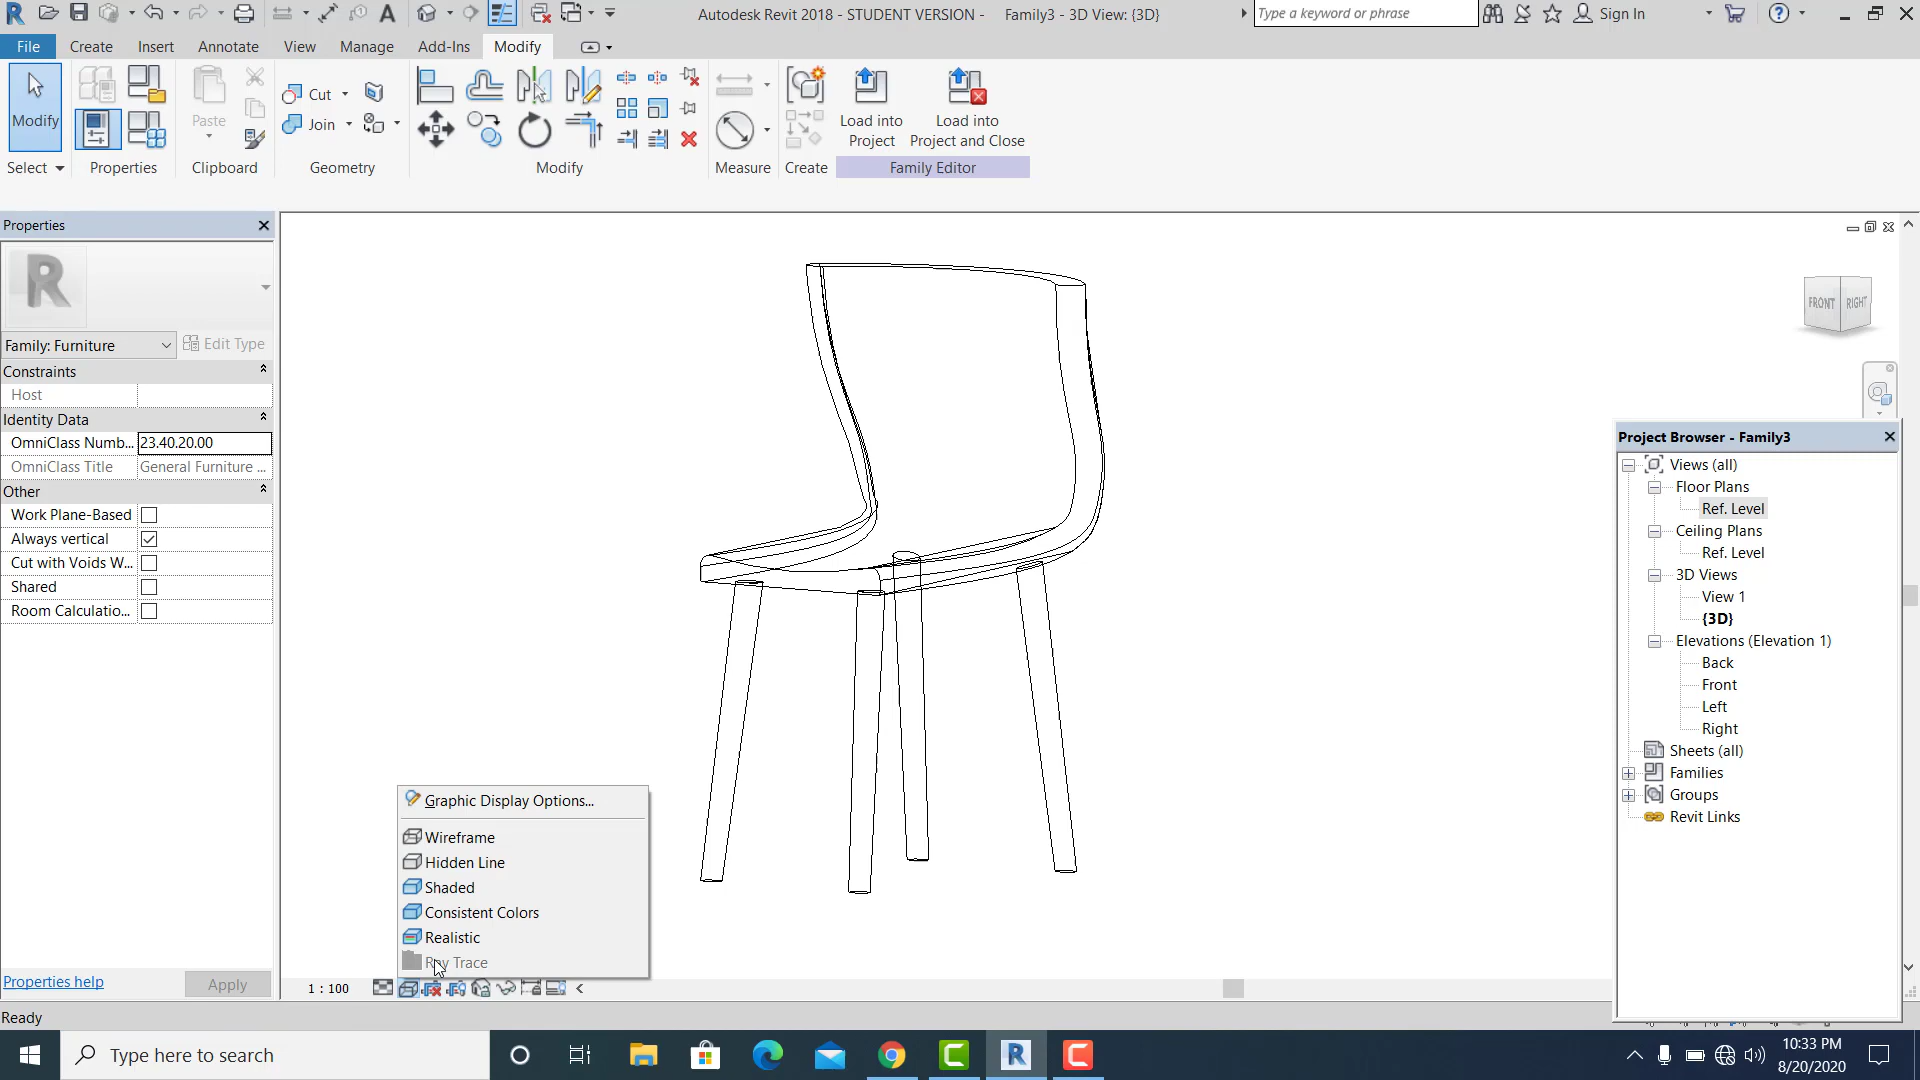 Autodesk Revit 2018 - STUDENT VERSION - Family3 - 3D View: {3D}
Type a keyword or phrase
Sign In
File
Create
Insert
Annotate
View
Manage
Add-Ins
Modify
Modify
Paste
Cut
Join
Load into
Project
Load into
Project and Close
Select
Properties
Clipboard
Geometry
Modify
Measure
Create
Family Editor
Properties
R
Family: Furniture
Edit Type
Constraints
Host
Identity Data
OmniClass Numb...
23.40.20.00
OmniClass Title
General Furniture ...
Other
Work Plane-Based
Always vertical
Cut with Voids W...
Shared
Room Calculatio...
Properties help
Apply
FRONT
RIGHT
Project Browser - Family3
Views (all)
Floor Plans
Ref. Level
Ceiling Plans
Ref. Level
3D Views
View 1
{3D}
Elevations (Elevation 1)
Back
Front
Left
Right
Sheets (all)
Families
Groups
Revit Links
Graphic Display Options...
Wireframe
Hidden Line
Shaded
Consistent Colors
Realistic
Ray Trace
1 : 100
Ready
Type here to search
10:33 PM
8/20/2020